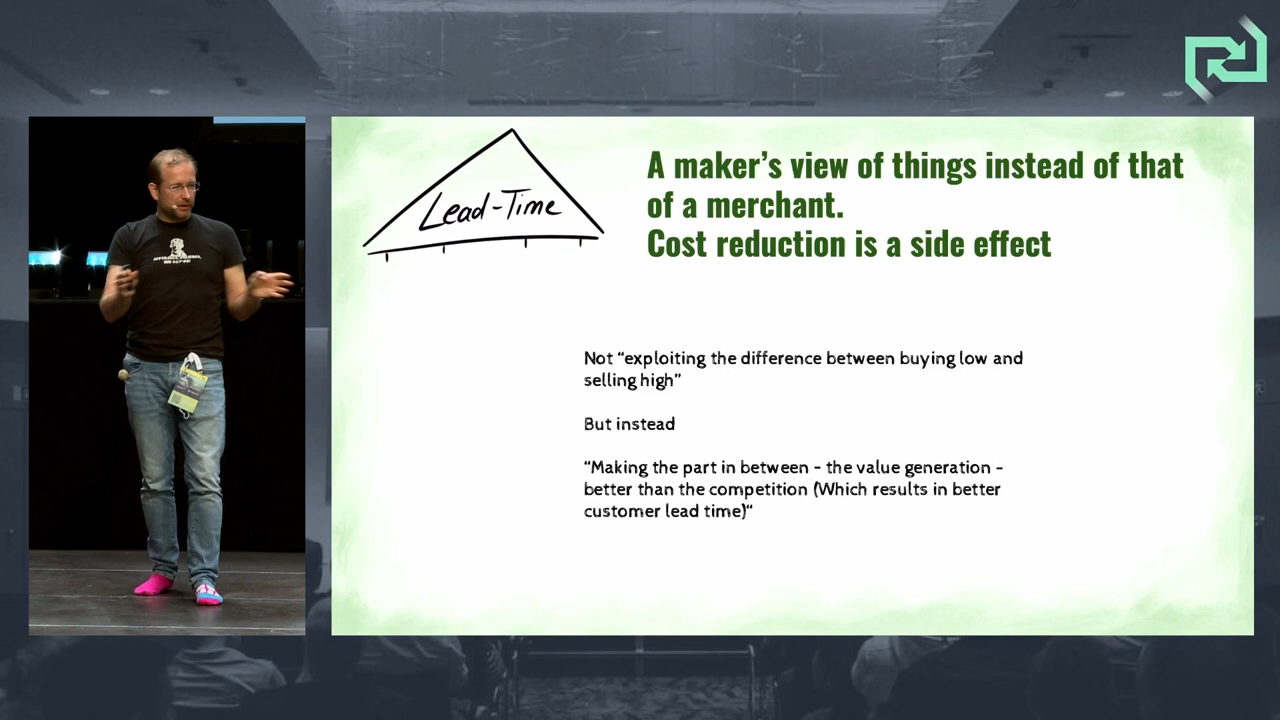 Lead-Time
A maker's view of things instead of that
of a merchant.
Cost reduction is a side effect
Not “exploiting the difference between buying low and
selling high”
But instead
“Making the part in between - the value generation -
better than the competition (Which results in better
customer lead time)“